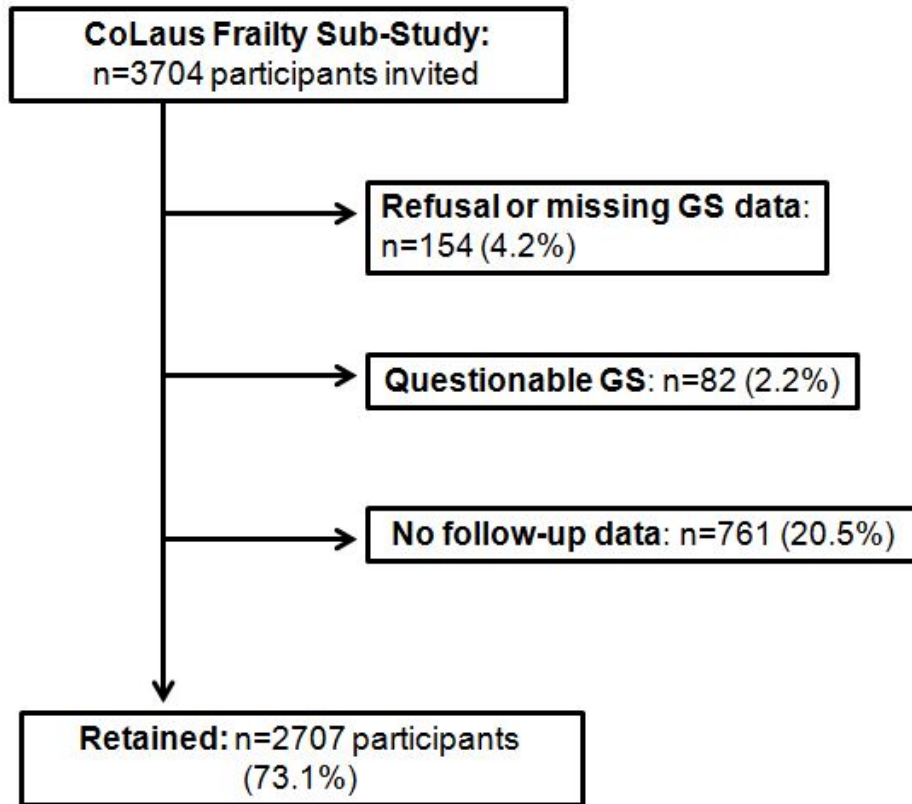 CoLaus Frailty Sub-Study:
n=3704 participants invited
Refusal or missing GS data:
n=154 (4.2%)
Questionable GS: n=82 (2.2%)
No follow-up data: n=761 (20.5%)
Retained: n=2707 participants
(73.1%)